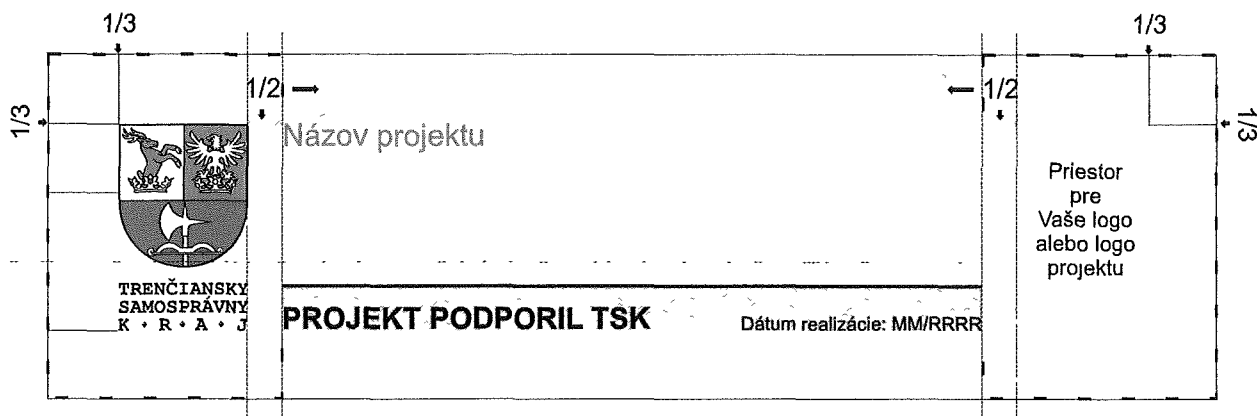 1/3
1/3
1/2
1/2
1/3
1/3
Názov projektu
Priestor
pre
Vaše logo
alebo logo
projektu
TRENČIANSKY
SAMOSPRÁVNY
K · R · A · J
PROJEKT PODPORIL TSK
Dátum realizácie: MM/RRRR